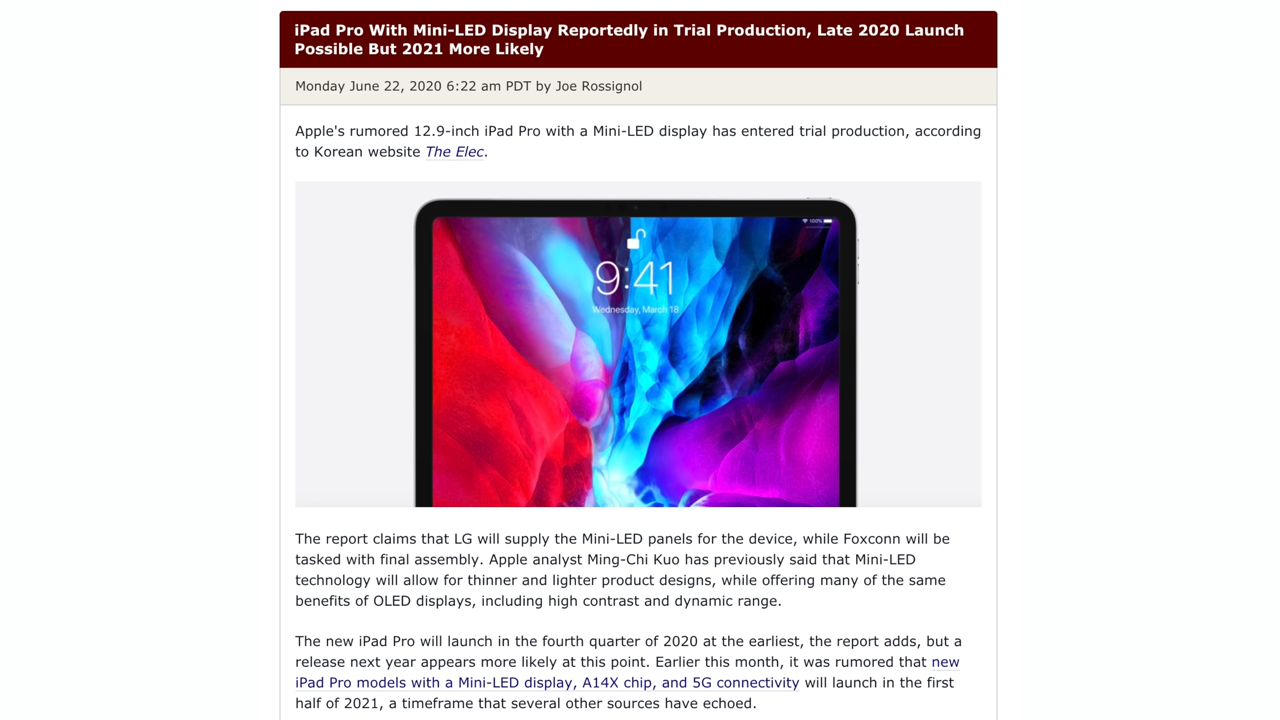 iPad Pro With Mini-LED Display Reportedly in Trial Production, Late 2020 Launch
Possible But 2021 More Likely
Monday June 22, 2020 6:22 am PDT by Joe Rossignol
Apple's rumored 12.9-inch iPad Pro with a Mini-LED display has entered trial production, according
to Korean website The Elec.
100%
9:41
Wednesday, March 18
The report claims that LG will supply the Mini-LED panels for the device, while Foxconn will be
tasked with final assembly. Apple analyst Ming-Chi Kuo has previously said that Mini-LED
technology will allow for thinner and lighter product designs, while offering many of the same
benefits of OLED displays, including high contrast and dynamic range.
The new iPad Pro will launch in the fourth quarter of 2020 at the earliest, the report adds, but a
release next year appears more likely at this point. Earlier this month, it was rumored that new
iPad Pro models with a Mini-LED display, A14X chip, and 5G connectivity will launch in the first
half of 2021, a timeframe that several other sources have echoed.